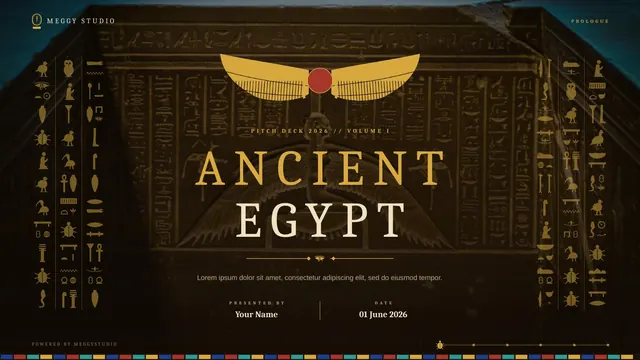 MEGGY STUDIO
PROLOGUE
PITCH DECK 2026 // VOLUME I
ANCIENT
EGYPT
Lorem ipsum dolor sit amet, consectetur adipiscing elit, sed do eiusmod tempor.
PRESENTED BY
Your Name
DATE
01 June 2026
POWERED BY MEGGYSTUDIO